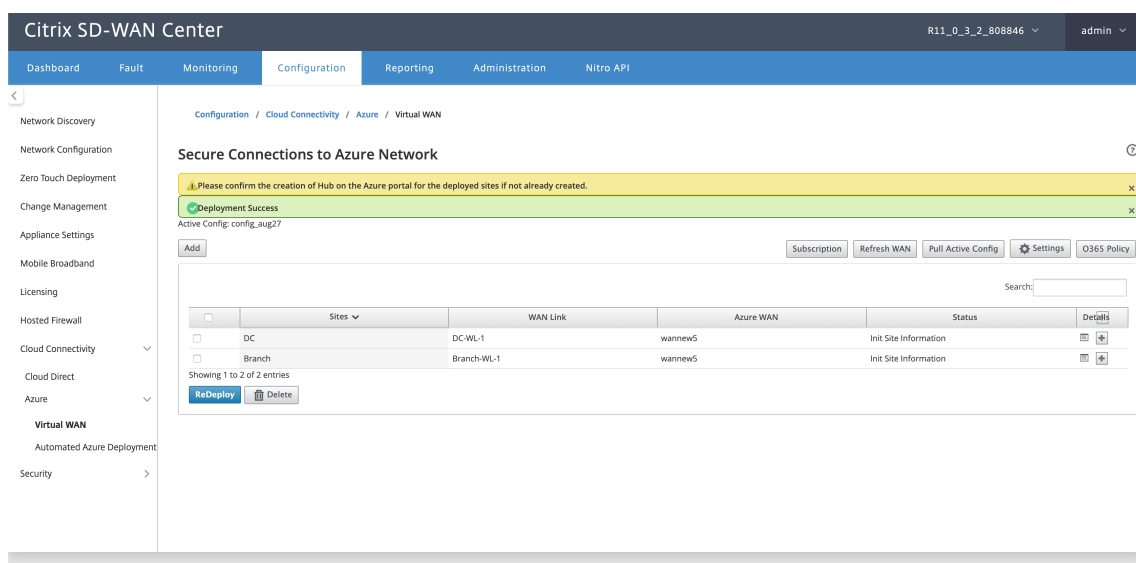 Citrix SD-WAN Center
R11_0_3_2_808846
admin
Dashboard Fault Monitoring Configuration Reporting Administration Nitro API
Network Discovery
Network Configuration
Zero Touch Deployment
Change Management
Appliance Settings
Mobile Broadband
Licensing
Hosted Firewall
Cloud Connectivity
Cloud Direct
Azure
Virtual WAN
Automated Azure Deployment
Security
Configuration / Cloud Connectivity / Azure / Virtual WAN
Secure Connections to Azure Network
Please confirm the creation of Hub on the Azure portal for the deployed sites if not already created.
Deployment Success
Active Config: config_aug27
Add Subscription Refresh WAN Pull Active Config Settings O365 Policy
Search:
Sites WAN Link Azure WAN Status Details
DC DC-WL-1 wannew5 Init Site Information
Branch Branch-WL-1 wannew5 Init Site Information
Showing 1 to 2 of 2 entries
ReDeploy Delete